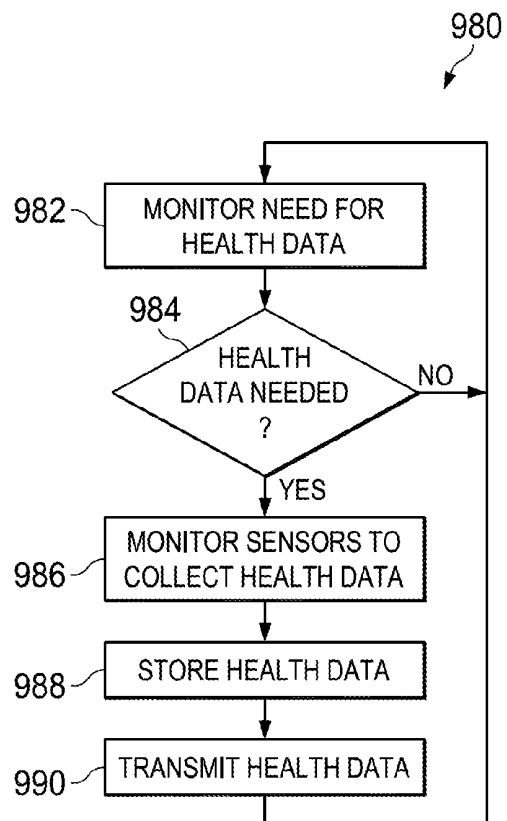 980
982
MONITOR NEED FOR
HEALTH DATA
984
HEALTH
DATA NEEDED
?
NO
YES
986
MONITOR SENSORS TO
COLLECT HEALTH DATA
988
STORE HEALTH DATA
990
TRANSMIT HEALTH DATA